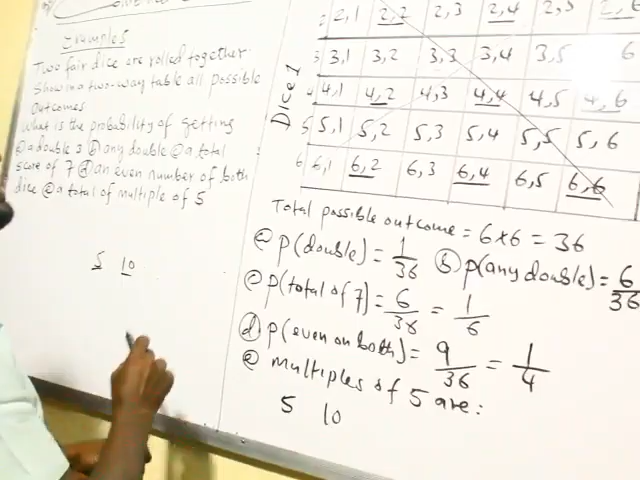 Examples
Two fair dice are rolled together.
Show in a two-way table all possible
outcomes
What is the probability of getting
ⓐ a double 3 ⓑ any double ⓒ a total
score of 7 ⓓ an even number of both
dice ⓔ a total of multiple of 5
5 10
Dice 1
2 2,1 2,2 2,3 2,4 2,5 2,6
3 3,1 3,2 3,3 3,4 3,5 6
4 4,1 4,2 4,3 4,4 4,5 4,6
5 5,1 5,2 5,3 5,4 5,5 5,6
6 6,1 6,2 6,3 6,4 6,5 6,6
Total possible outcome = 6x6 = 36
ⓐ P(double) = 1/36 ⓑ P(any double) = 6/36
ⓒ P(total of 7) = 6/36 = 1/6
ⓓ P(even on both) = 9/36 = 1/4
ⓔ multiples of 5 are:
5 10